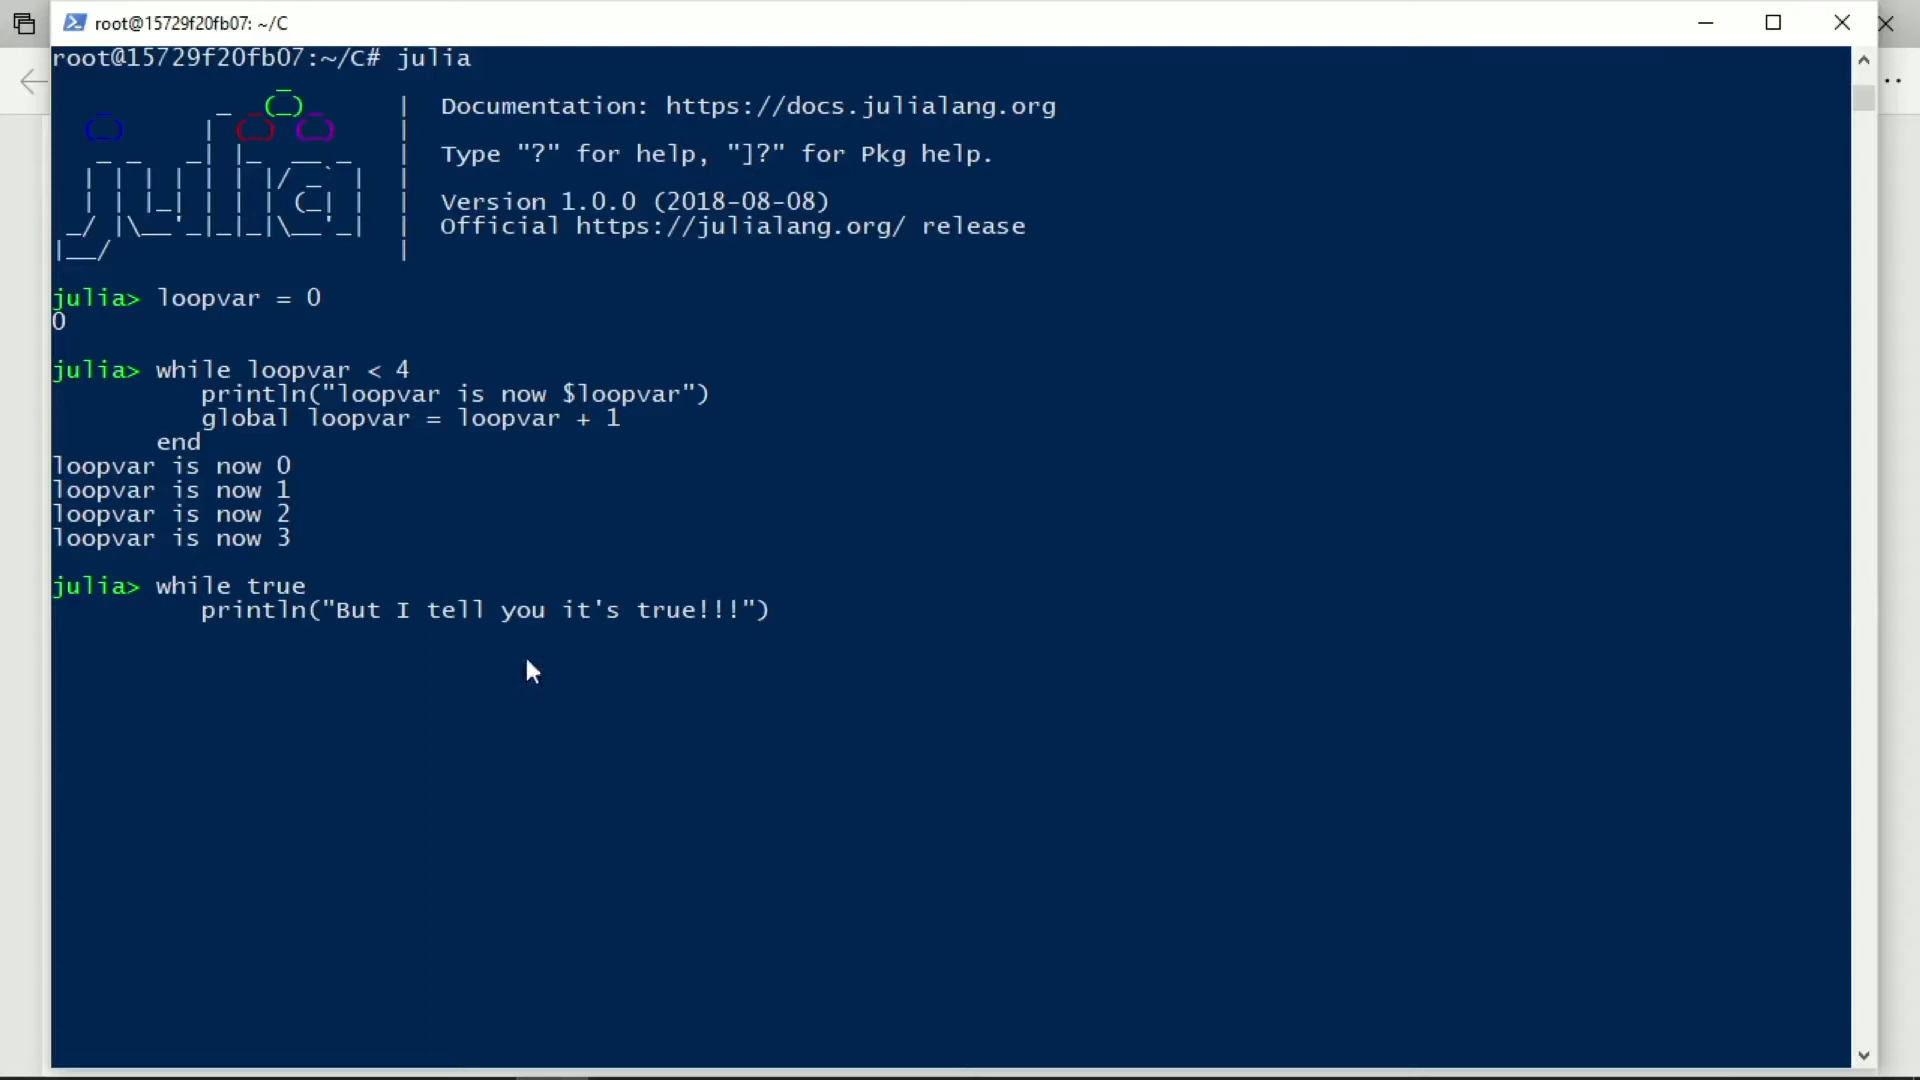 root@15729f20fb07: ~/C
root@15729f20fb07:~/C# julia
Documentation: https://docs.julialang.org
Type "?" for help, "]?" for Pkg help.
Version 1.0.0 (2018-08-08)
Official https://julialang.org/ release
julia> loopvar = 0
0
julia> while loopvar < 4
println("loopvar is now $loopvar")
global loopvar = loopvar + 1
end
loopvar is now 0
loopvar is now 1
loopvar is now 2
loopvar is now 3
julia> while true
println("But I tell you it's true!!!")